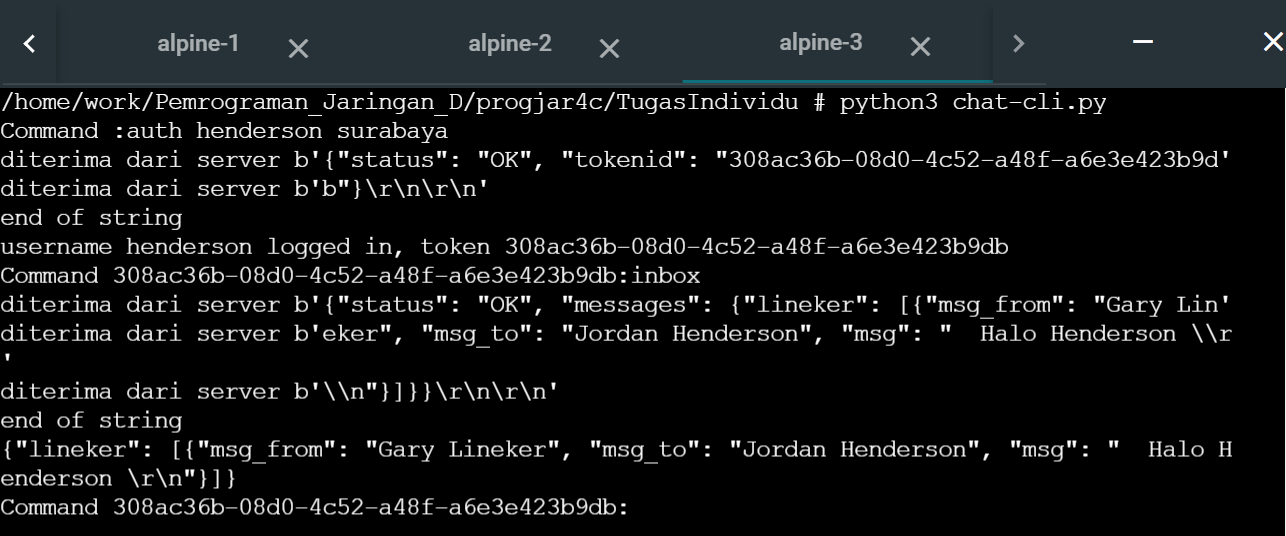 alpine-1 alpine-2 alpine-3
/home/work/Pemrograman_Jaringan_D/progjar4c/TugasIndividu # python3 chat-cli.py
Command :auth henderson surabaya
diterima dari server b'{"status": "OK", "tokenid": "308ac36b-08d0-4c52-a48f-a6e3e423b9d'
diterima dari server b'b"}\r\n\r\n'
end of string
username henderson logged in, token 308ac36b-08d0-4c52-a48f-a6e3e423b9db
Command 308ac36b-08d0-4c52-a48f-a6e3e423b9db:inbox
diterima dari server b'{"status": "OK", "messages": {"lineker": [{"msg_from": "Gary Lin'
diterima dari server b'eker", "msg_to": "Jordan Henderson", "msg": "  Halo Henderson \\r
'
diterima dari server b'\\n"}]}}\r\n\r\n'
end of string
{"lineker": [{"msg_from": "Gary Lineker", "msg_to": "Jordan Henderson", "msg": "  Halo H
enderson \r\n"}]}
Command 308ac36b-08d0-4c52-a48f-a6e3e423b9db: